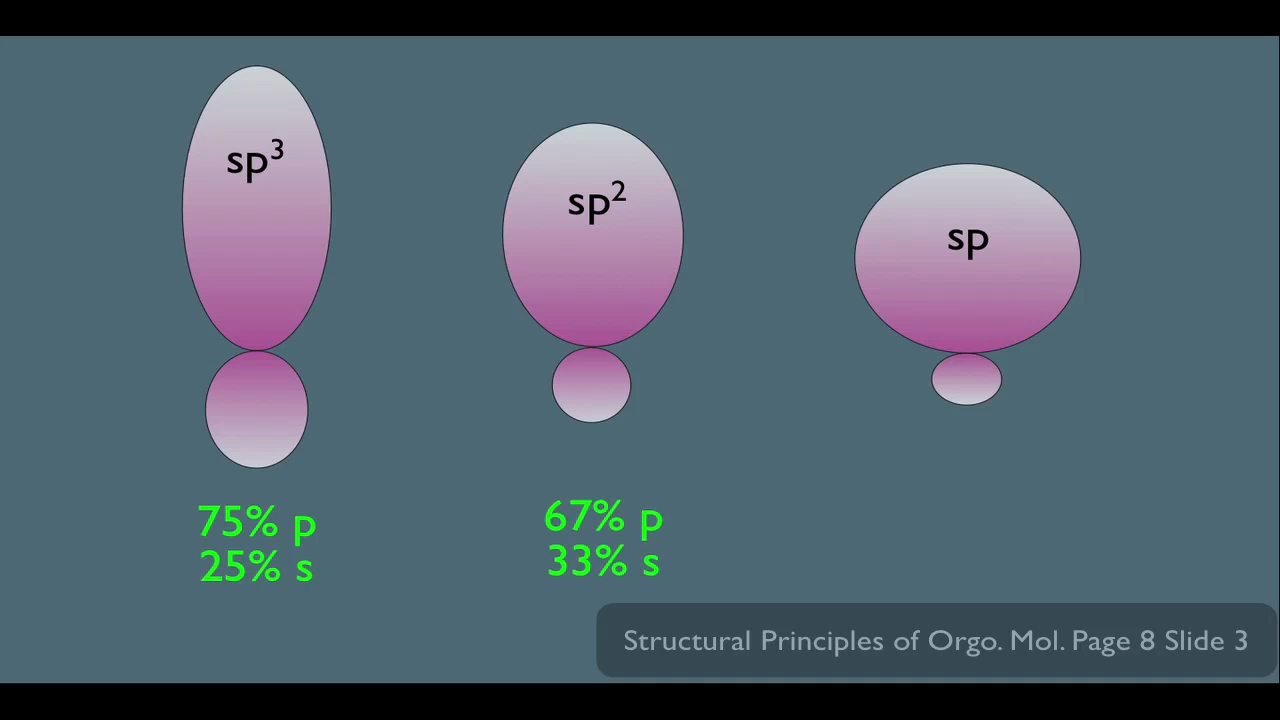 sp³
sp²
sp
75% p
25% s
67% p
33% s
Structural Principles of Orgo. Mol. Page 8 Slide 3